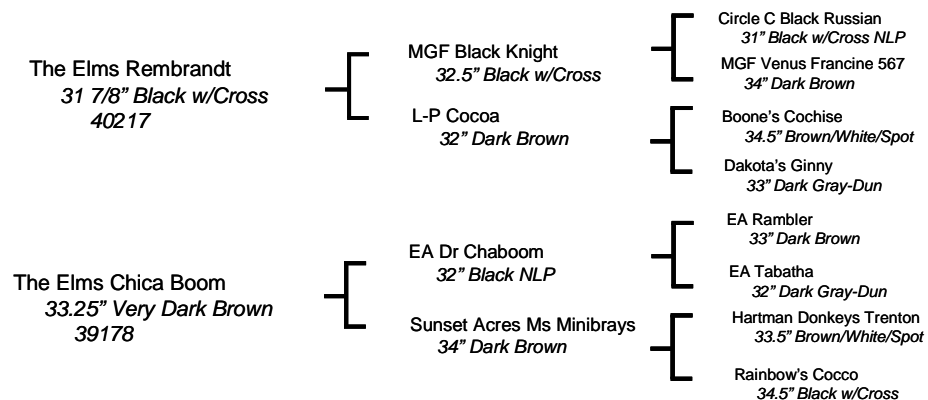 The Elms Rembrandt
31 7/8” Black w/Cross
40217
MGF Black Knight
32.5” Black w/Cross
L-P Cocoa
32” Dark Brown
Circle C Black Russian
31” Black w/Cross NLP
MGF Venus Francine 567
34” Dark Brown
Boone’s Cochise
34.5” Brown/White/Spot
Dakota’s Ginny
33” Dark Gray-Dun
The Elms Chica Boom
33.25” Very Dark Brown
39178
EA Dr Chaboom
32” Black NLP
Sunset Acres Ms Minibrays
34” Dark Brown
EA Rambler
33” Dark Brown
EA Tabatha
32” Dark Gray-Dun
Hartman Donkeys Trenton
33.5” Brown/White/Spot
Rainbow’s Cocco
34.5” Black w/Cross